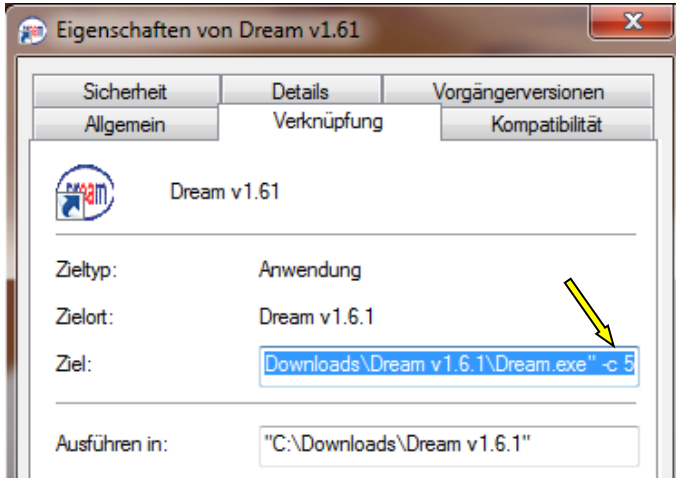 Eigenschaften von Dream v1.61
Sicherheit Details Vorgängerversionen
Allgemein Verknüpfung Kompatibilität
Dream
Dream v1.61
Zieltyp: Anwendung
Zielort: Dream v1.6.1
Ziel: Downloads\Dream v1.6.1\Dream.exe" -c 5
Ausführen in: "C:\Downloads\Dream v1.6.1"